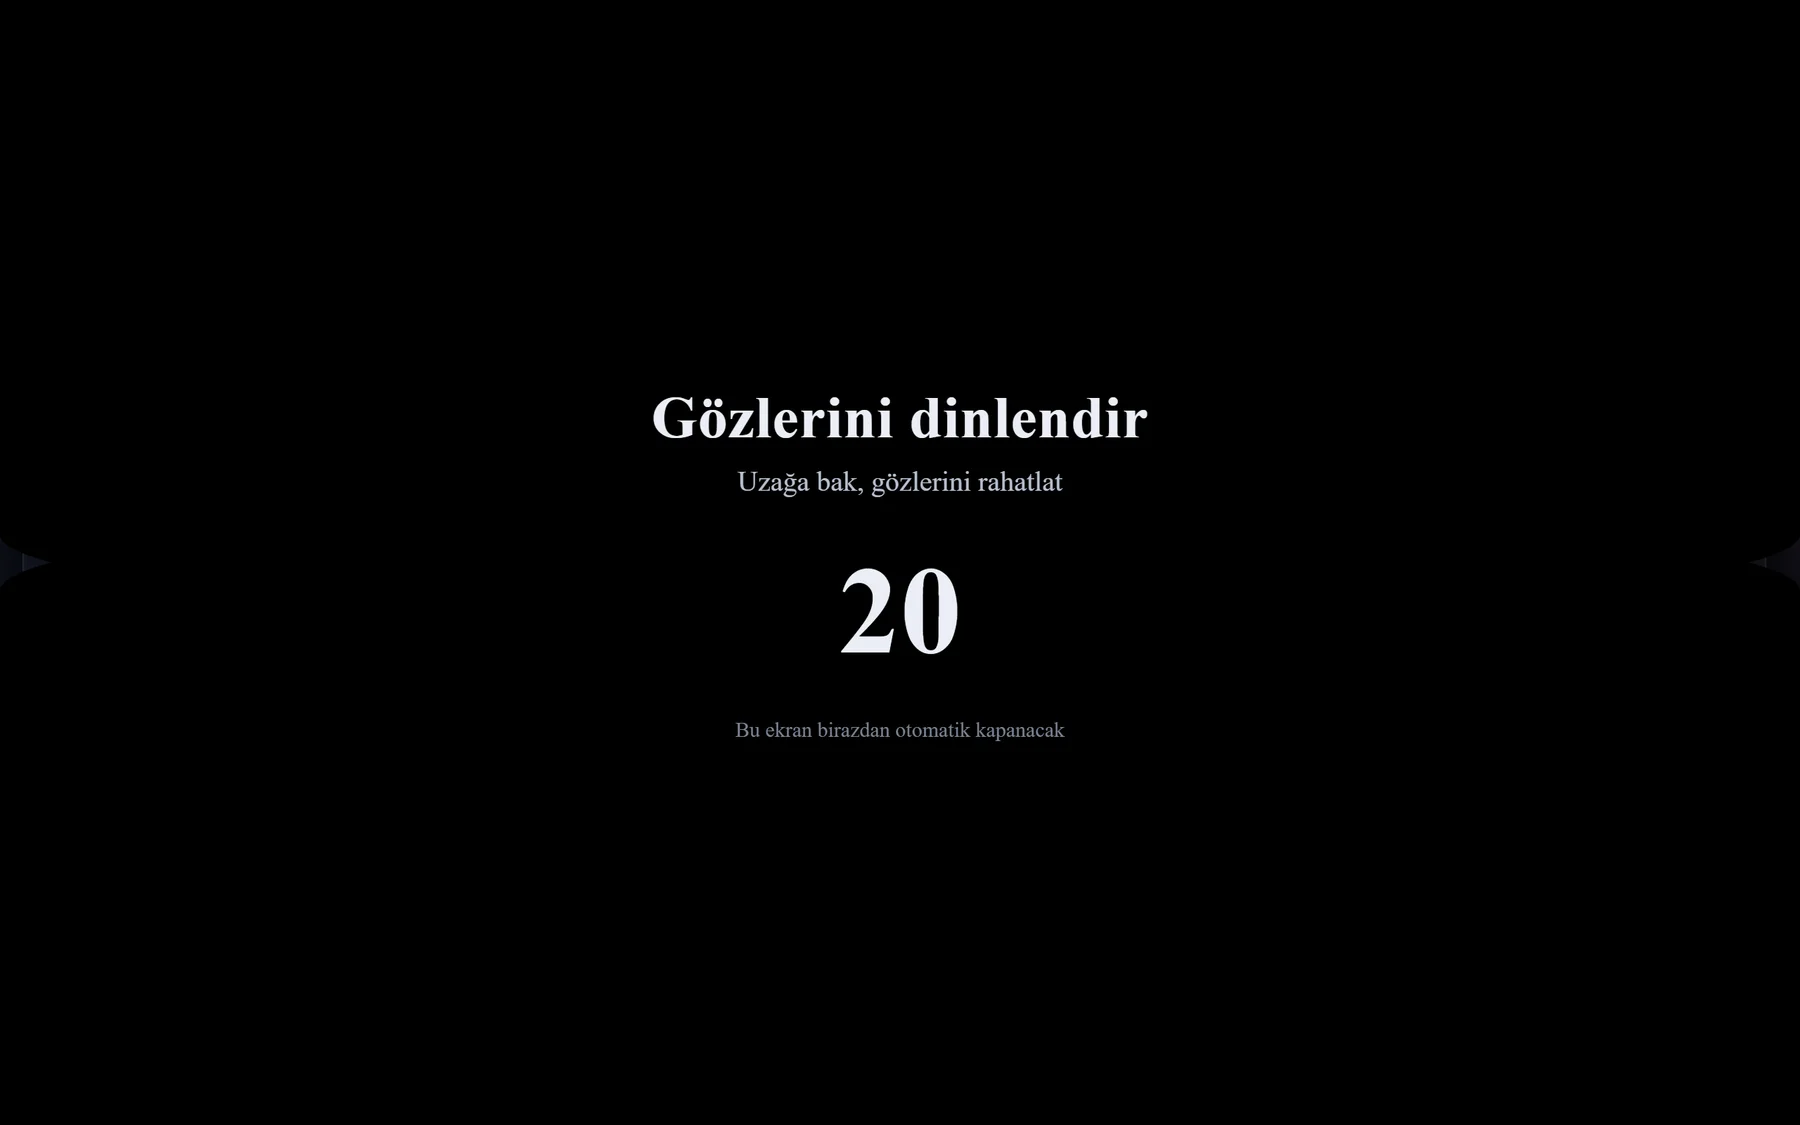 Gözlerini dinlendir
Uzağa bak, gözlerini rahatlat
20
Bu ekran birazdan otomatik kapanacak